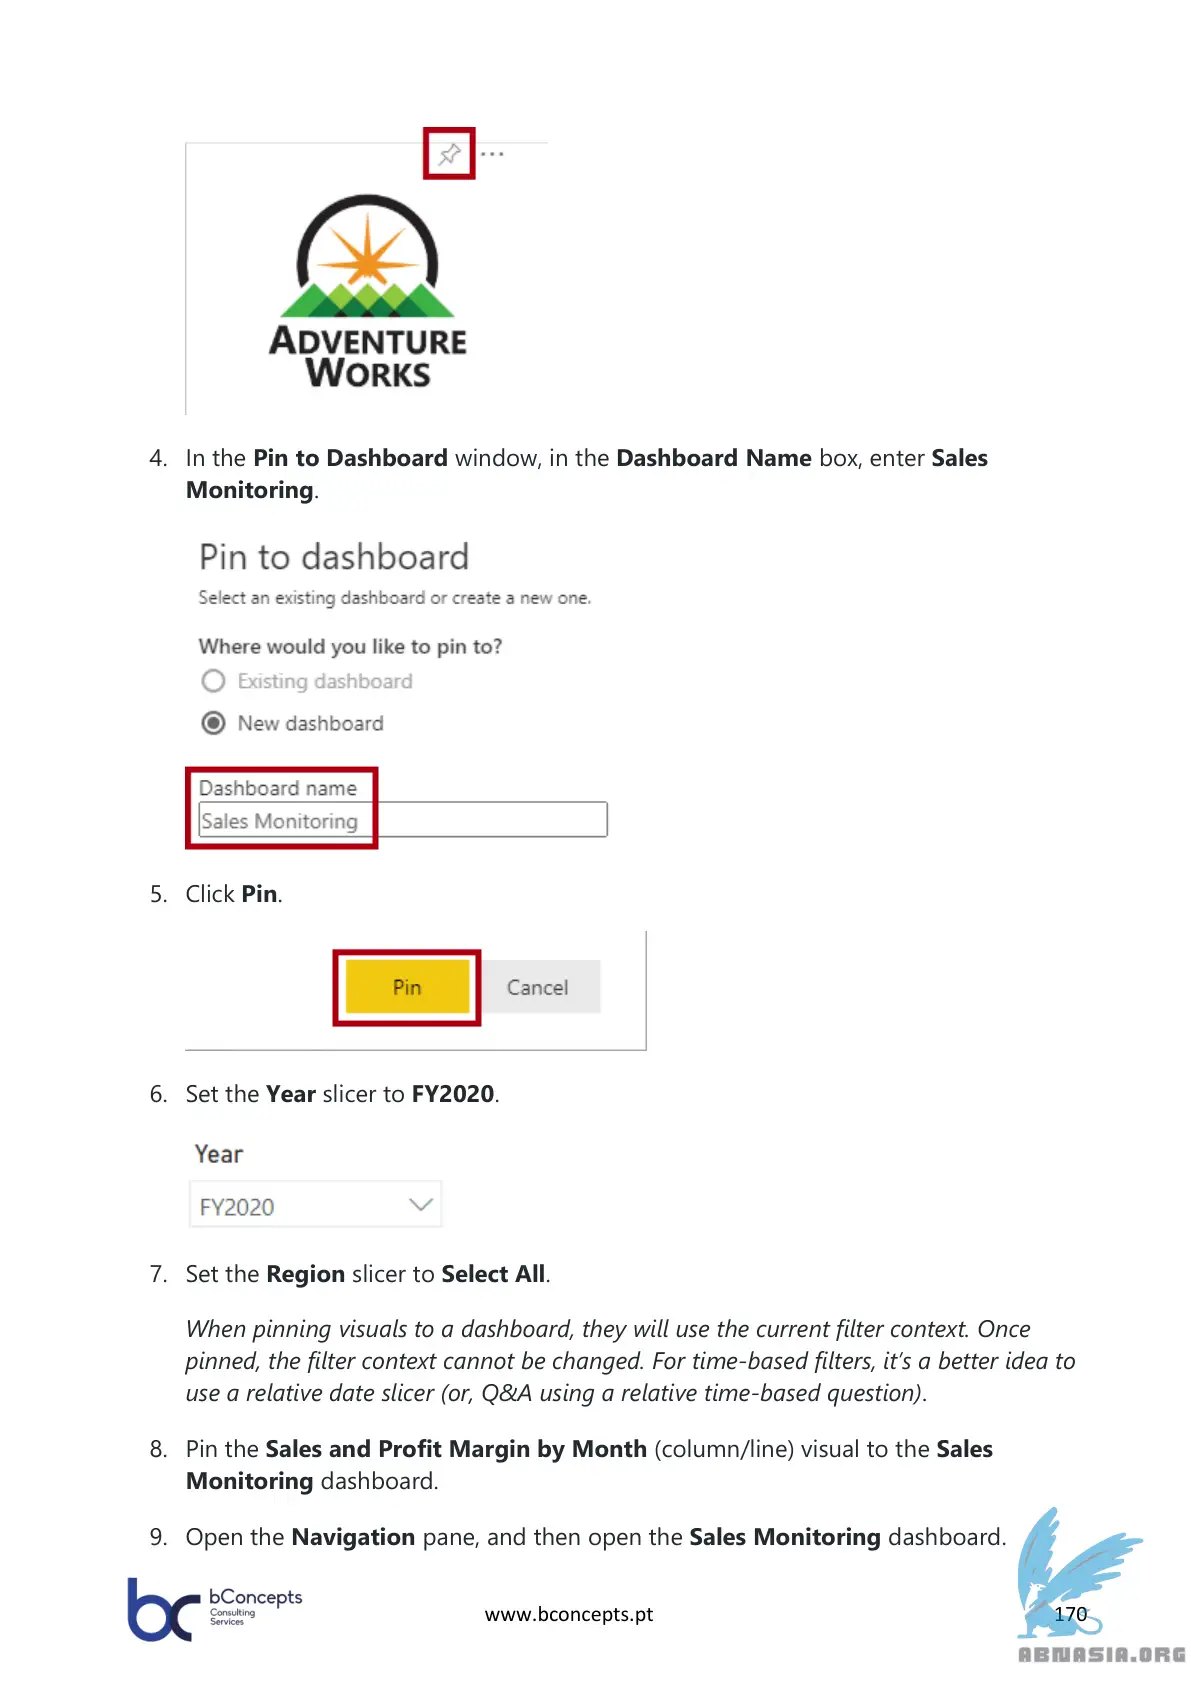 ADVENTURE
WORKS
4. In the Pin to Dashboard window, in the Dashboard Name box, enter Sales
Monitoring.
Pin to dashboard
Select an existing dashboard or create a new one.
Where would you like to pin to?
Existing dashboard
New dashboard
Dashboard name
Sales Monitoring
5. Click Pin.
Pin Cancel
6. Set the Year slicer to FY2020.
Year
FY2020
7. Set the Region slicer to Select All.
When pinning visuals to a dashboard, they will use the current filter context. Once
pinned, the filter context cannot be changed. For time-based filters, it's a better idea to
use a relative date slicer (or, Q&A using a relative time-based question).
8. Pin the Sales and Profit Margin by Month (column/line) visual to the Sales
Monitoring dashboard.
9. Open the Navigation pane, and then open the Sales Monitoring dashboard.
bc bConcepts
Consulting
Services
www.bconcepts.pt
170
ABNASIA.ORG